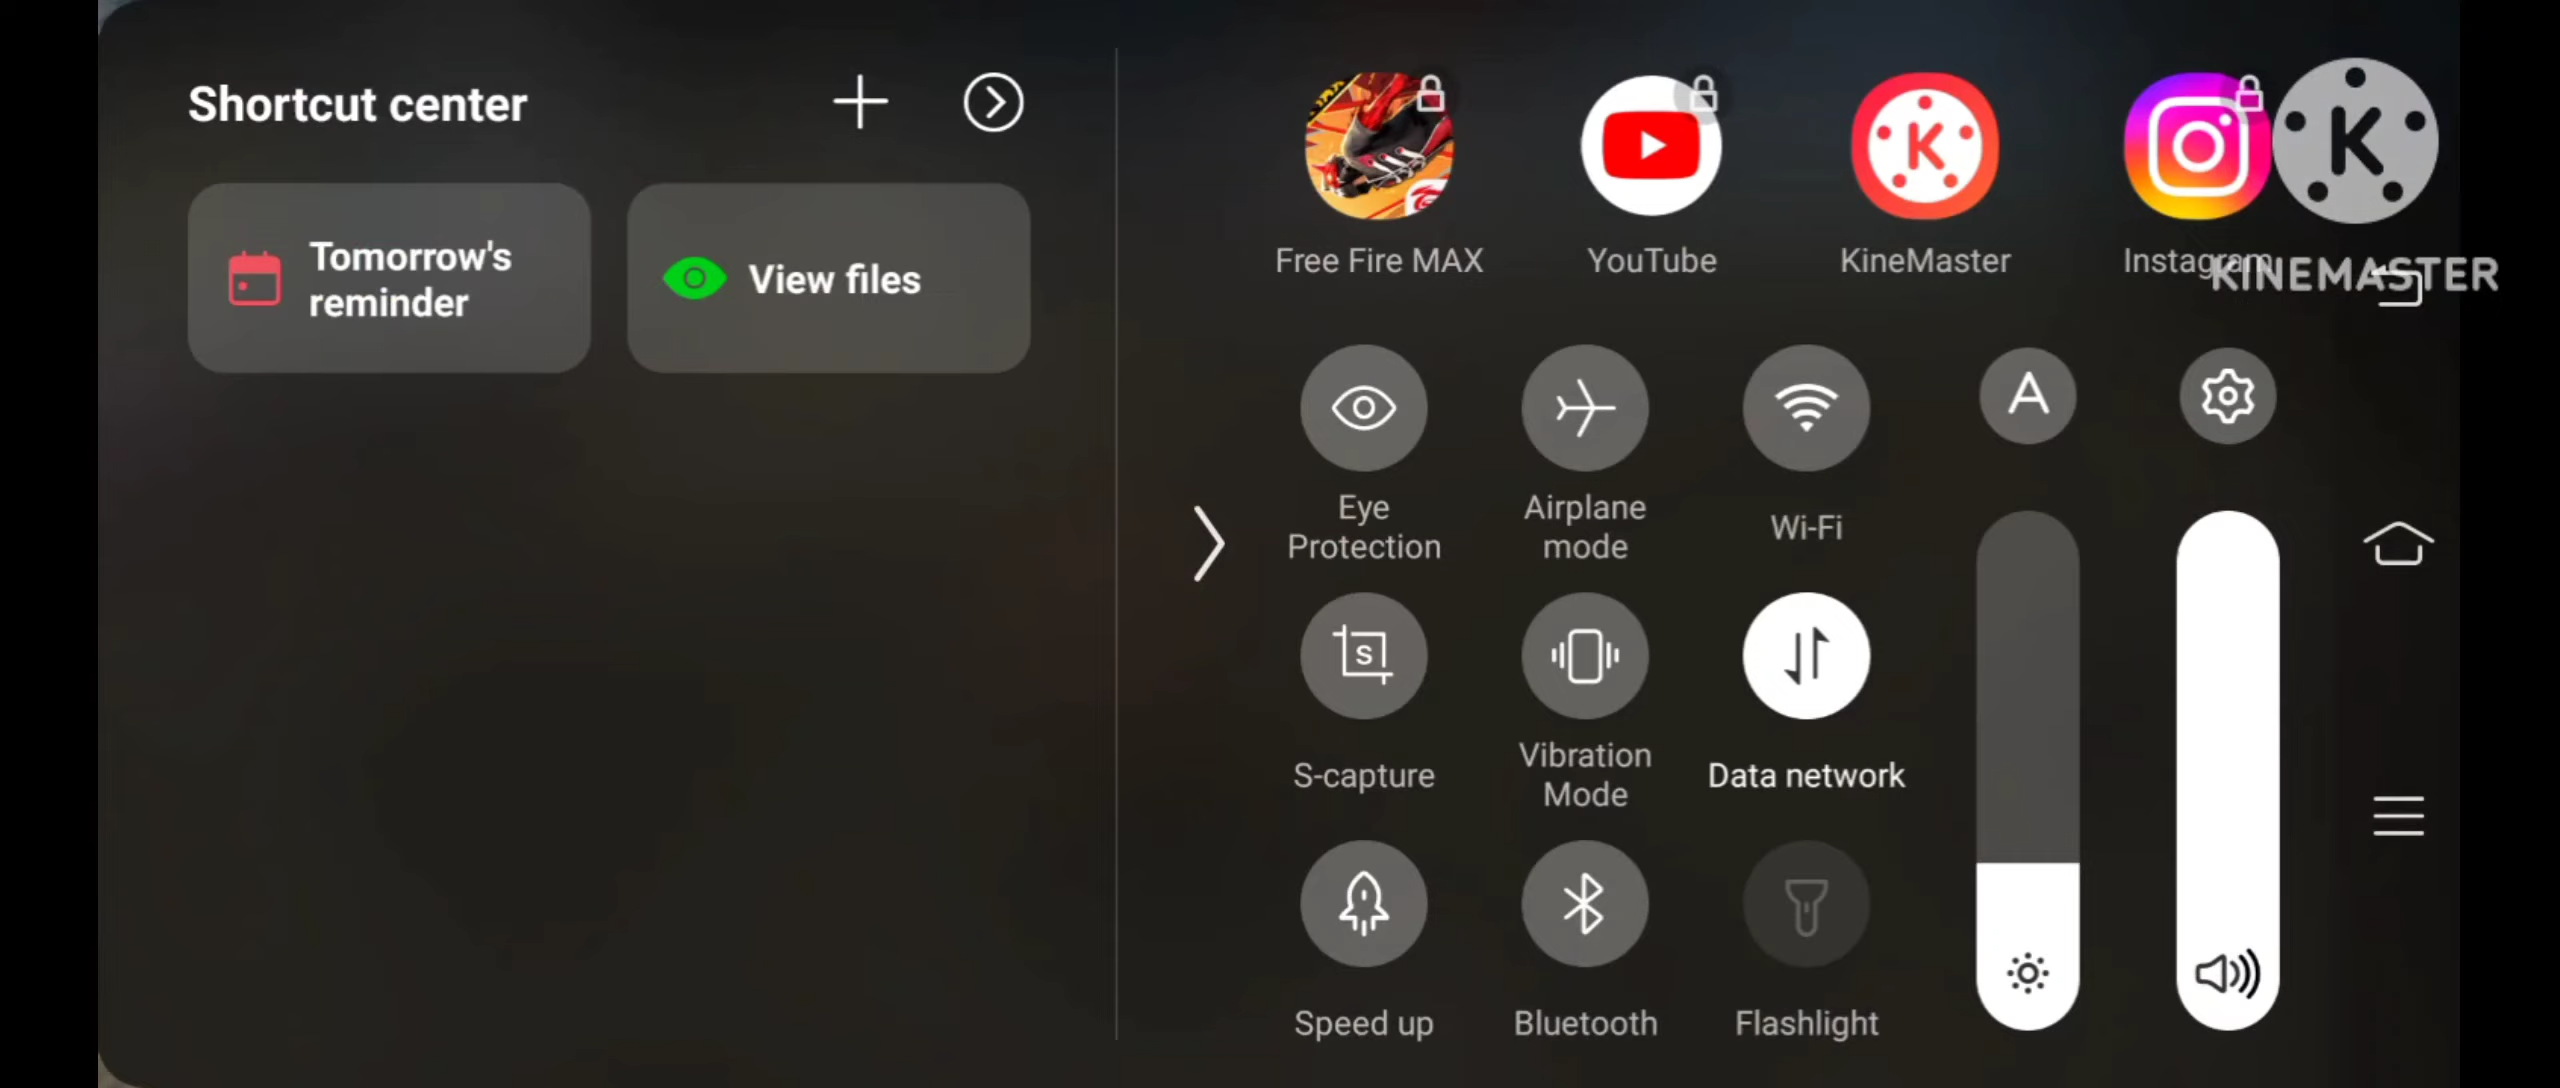 Shortcut center
Tomorrow's
reminder
View files
Free Fire MAX
YouTube
KineMaster
Instagram
KINEMASTER
Eye
Protection
Airplane
mode
Wi-Fi
A
S-capture
Vibration
Mode
Data network
Speed up
Bluetooth
Flashlight